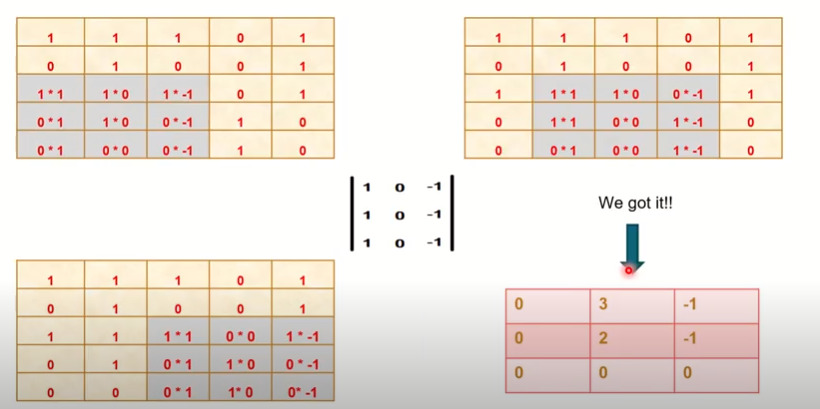 1 1 1 0 1
0 1 0 0 1
1 * 1 1 * 0 1 * -1 0 1
0 * 1 1 * 0 0 * -1 1 0
0 * 1 0 * 0 0 * -1 1 0
1 1 1 0 1
0 1 0 0 1
1 1 * 1 1 * 0 0 * -1 1
0 1 * 1 0 * 0 1 * -1 0
0 0 * 1 0 * 0 1 * -1 0
1 0 -1
1 0 -1
1 0 -1
We got it!!
1 1 1 0 1
0 1 0 0 1
1 1 1 * 1 0 * 0 1 * -1
0 1 0 * 1 1 * 0 0 * -1
0 0 0 * 1 1* 0 0* -1
0 3 -1
0 2 -1
0 0 0